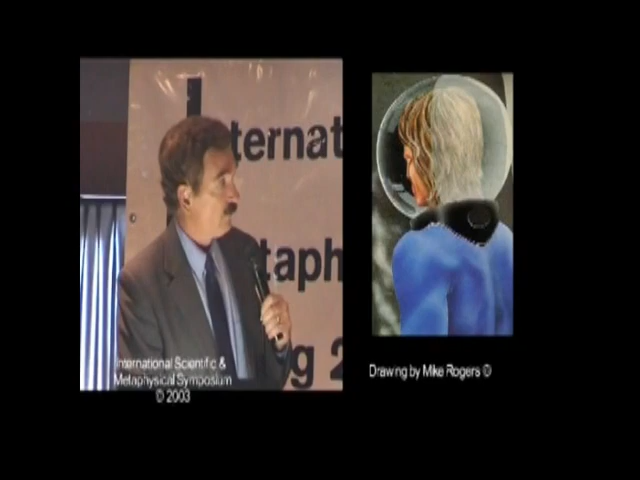 ternat
taph
g 2
International Scientific &
Metaphysical Symposium
© 2003
Drawing by Mike Rogers ©